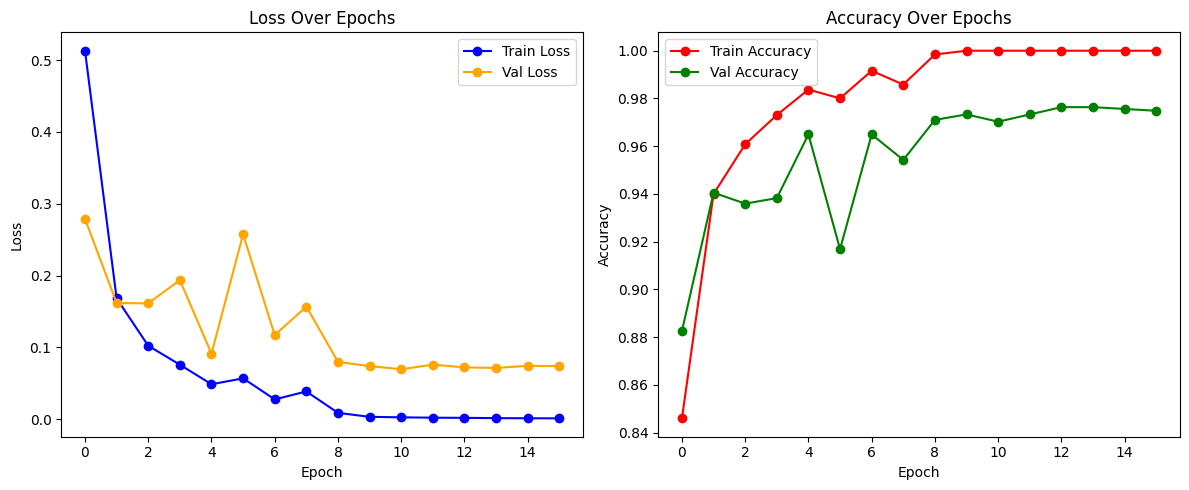 Loss Over Epochs
Train Loss
Val Loss
0.5
0.4
0.3
0.2
0.1
0.0
Loss
0 2 4 6 8 10 12 14
Epoch
Accuracy Over Epochs
Train Accuracy
Val Accuracy
1.00
0.98
0.96
0.94
0.92
0.90
0.88
0.86
0.84
Accuracy
0 2 4 6 8 10 12 14
Epoch